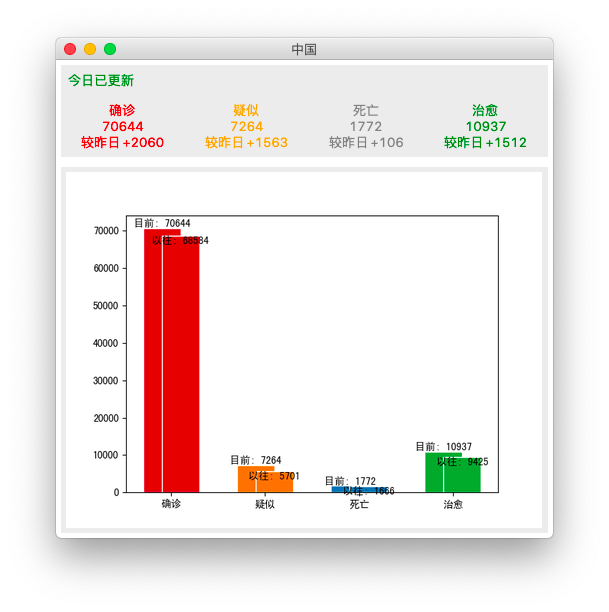 中国
今日已更新
确诊 疑似 死亡 治愈
70644 7264 1772 10937
较昨日+2060 较昨日+1563 较昨日+106 较昨日+1512
目前: 70644
以往: 68584
目前: 7264
以往: 5701
目前: 1772
以往: 1666
目前: 10937
以往: 9425
70000
60000
50000
40000
30000
20000
10000
0
确诊 疑似 死亡 治愈